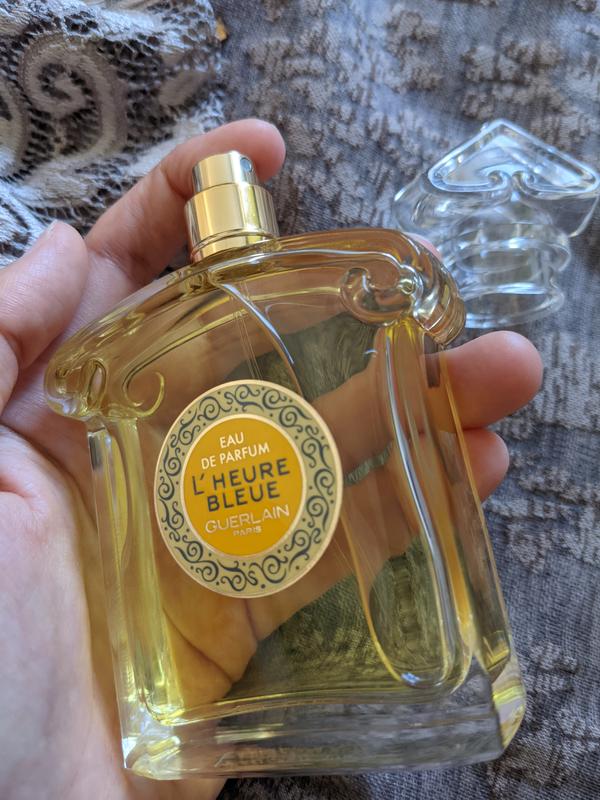 EAU
DE PARFUM
L'HEURE
BLEUE
GUERLAIN
PARIS